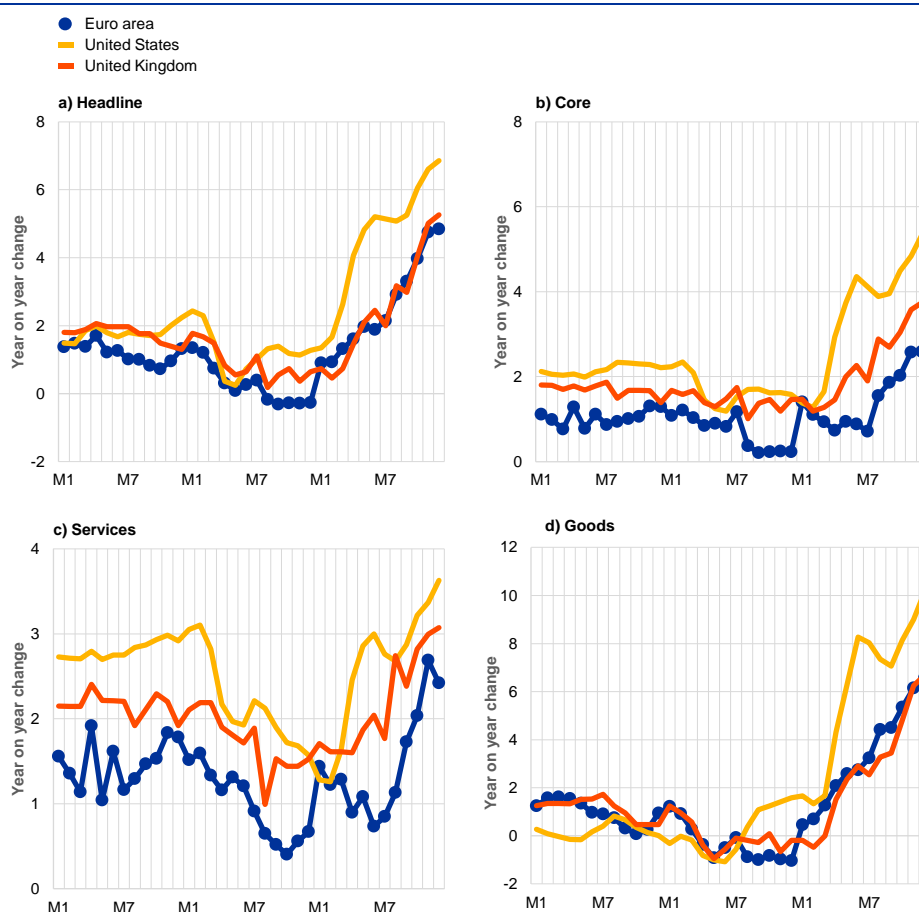 Euro area
United States
United Kingdom
a) Headline
b) Core
Year on year change
8
6
4
2
0
-2
M1 M7 M1 M7 M1 M7
Year on year change
8
6
4
2
0
M1 M7 M1 M7 M1 M7
c) Services
d) Goods
Year on year change
4
3
2
1
0
M1 M7 M1 M7 M1 M7
Year on year change
12
10
8
6
4
2
0
-2
M1 M7 M1 M7 M1 M7